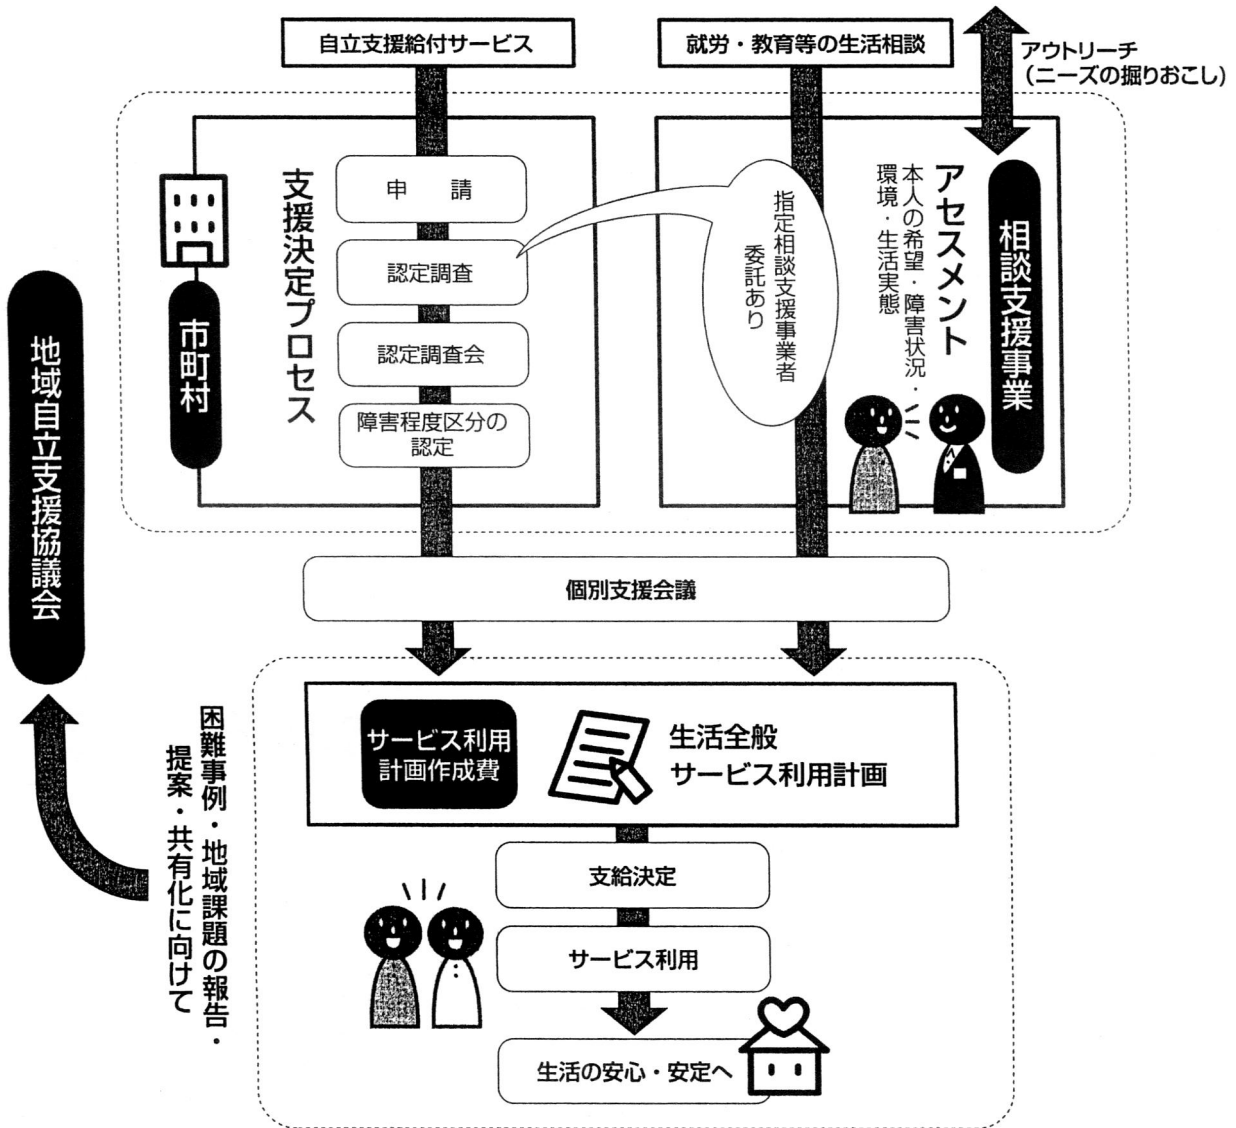 自立支援給付サービス
就労・教育等の生活相談
アウトリーチ
（ニーズの掘りおこし）
市町村
支援決定プロセス
申　請
認定調査
認定調査会
障害程度区分の
認定
指定相談支援事業者
委託あり
相談支援事業
アセスメント
本人の希望・障害状況・
環境・生活実態
地域自立支援協議会
個別支援会議
サービス利用
計画作成費
生活全般
サービス利用計画
支給決定
サービス利用
生活の安心・安定へ
困難事例・地域課題の報告・
提案・共有化に向けて